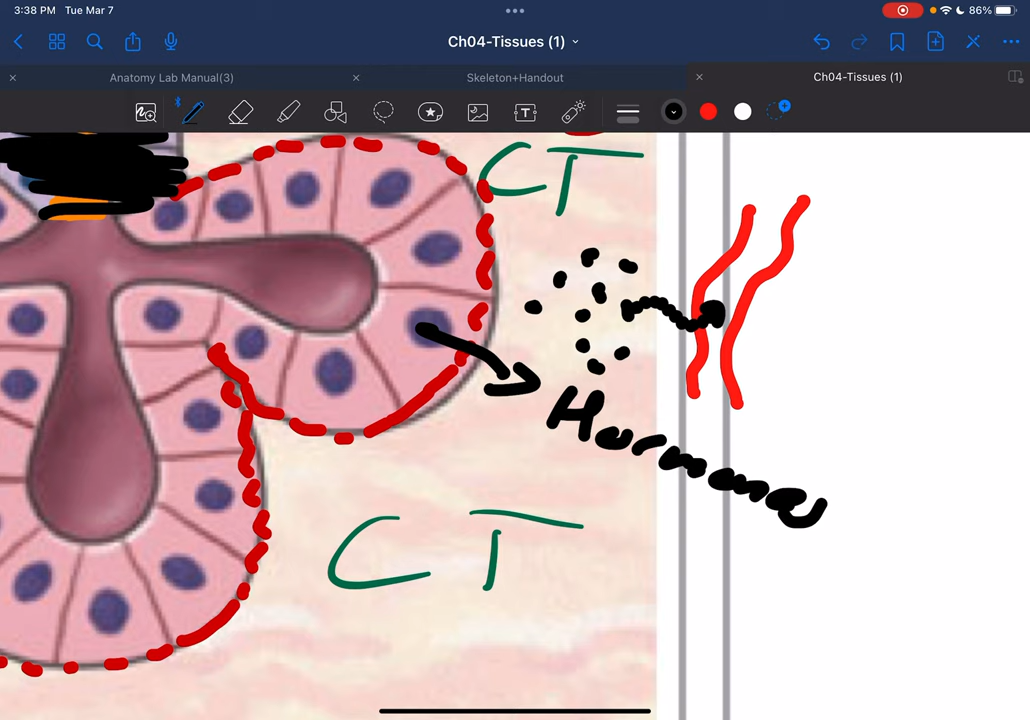 3:38 PM Tue Mar 7
86%
Ch04-Tissues (1)
Anatomy Lab Manual(3)
Skeleton+Handout
Ch04-Tissues (1)
T
CT
Hormones
CT